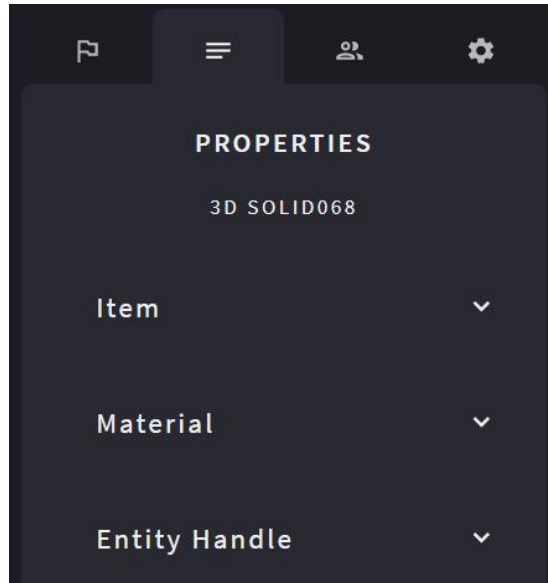 PROPERTIES
3D SOLID068
Item
Material
Entity Handle